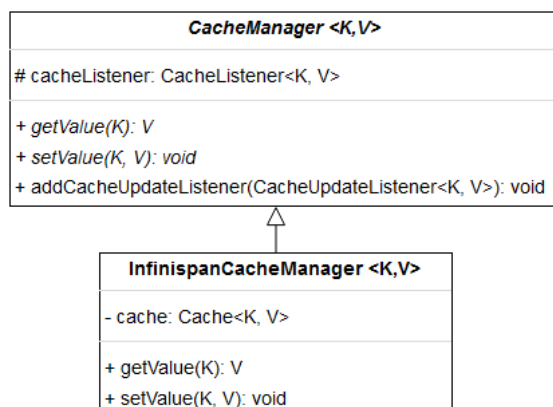 CacheManager <K,V>
# cacheListener: CacheListener<K, V>
+ getValue(K): V
+ setValue(K, V): void
+ addCacheUpdateListener(CacheUpdateListener<K, V>): void
InfinispanCacheManager <K,V>
- cache: Cache<K, V>
+ getValue(K): V
+ setValue(K, V): void